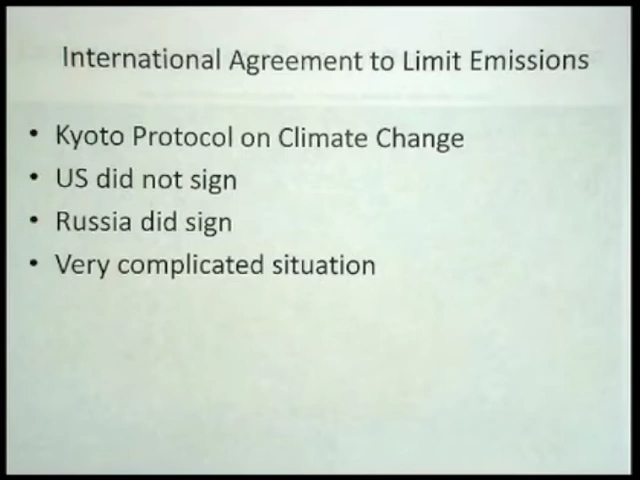 International Agreement to Limit Emissions
• Kyoto Protocol on Climate Change
• US did not sign
• Russia did sign
• Very complicated situation